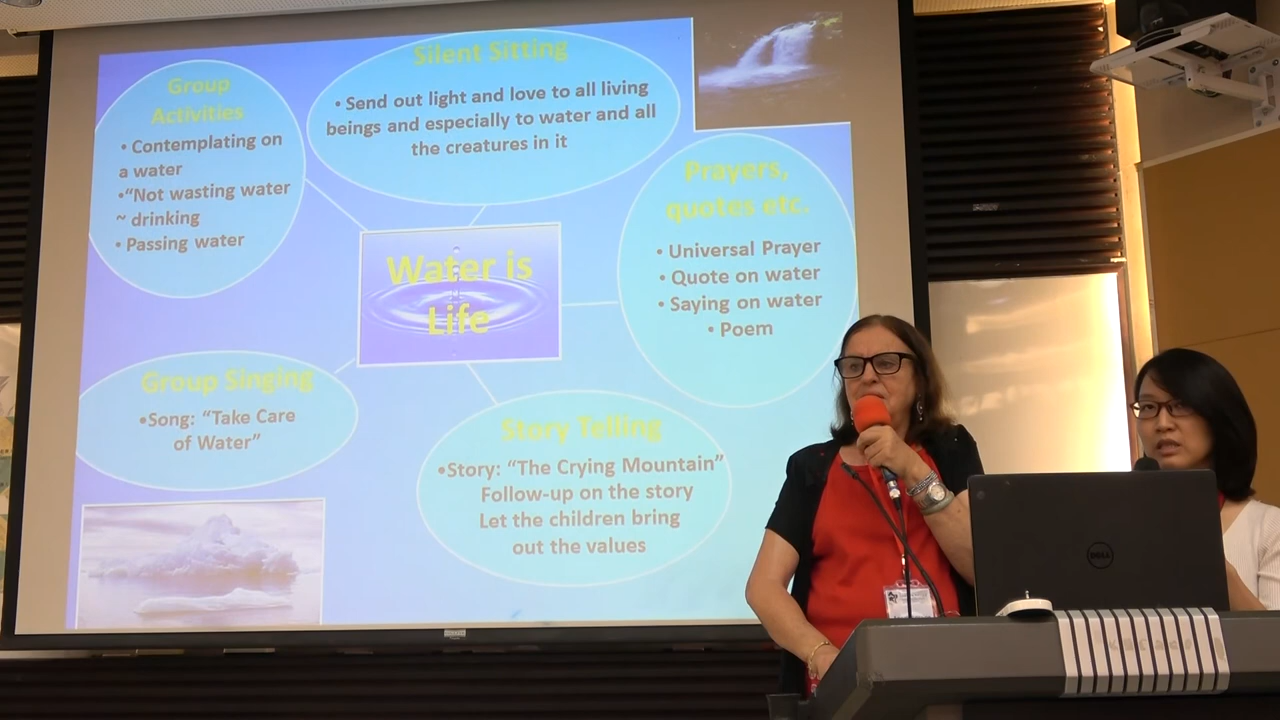 Silent Sitting
• Send out light and love to all living
beings and especially to water and all
the creatures in it
Group
Activities
• Contemplating on
a water
•“Not wasting water
~ drinking
• Passing water
Prayers,
quotes etc.
• Universal Prayer
• Quote on water
• Saying on water
• Poem
Water is
Life
Group Singing
•Song: “Take Care
of Water”
Story Telling
•Story: “The Crying Mountain”
Follow-up on the story
Let the children bring
out the values
DELL